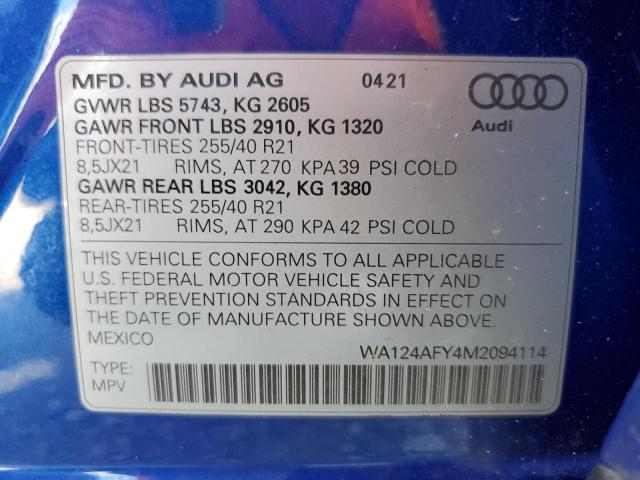 MFD. BY AUDI AG 0421
GVWR LBS 5743, KG 2605
GAWR FRONT LBS 2910, KG 1320 Audi
FRONT-TIRES 255/40 R21
8,5JX21 RIMS, AT 270 KPA 39 PSI COLD
GAWR REAR LBS 3042, KG 1380
REAR-TIRES 255/40 R21
8,5JX21 RIMS, AT 290 KPA 42 PSI COLD
THIS VEHICLE CONFORMS TO ALL APPLICABLE
U.S. FEDERAL MOTOR VEHICLE SAFETY AND
THEFT PREVENTION STANDARDS IN EFFECT ON
THE DATE OF MANUFACTURE SHOWN ABOVE.
MEXICO
WA124AFY4M2094114
TYPE:
MPV